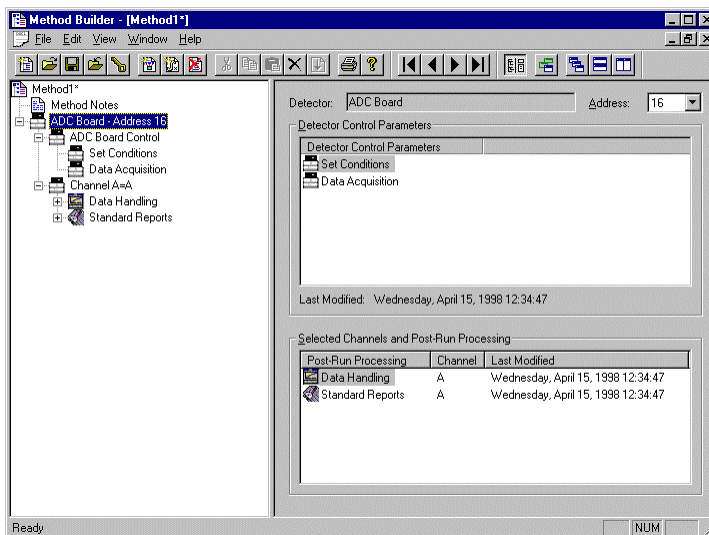 Method Builder - [Method1*]
File Edit View Window Help
Method1*
Method Notes
ADC Board - Address 16
ADC Board Control
Set Conditions
Data Acquisition
Channel A=A
Data Handling
Standard Reports
Detector: ADC Board Address: 16
Detector Control Parameters
Detector Control Parameters
Set Conditions
Data Acquisition
Last Modified: Wednesday, April 15, 1998 12:34:47
Selected Channels and Post-Run Processing
Post-Run Processing Channel Last Modified
Data Handling A Wednesday, April 15, 1998 12:34:47
Standard Reports A Wednesday, April 15, 1998 12:34:47
Ready NUM